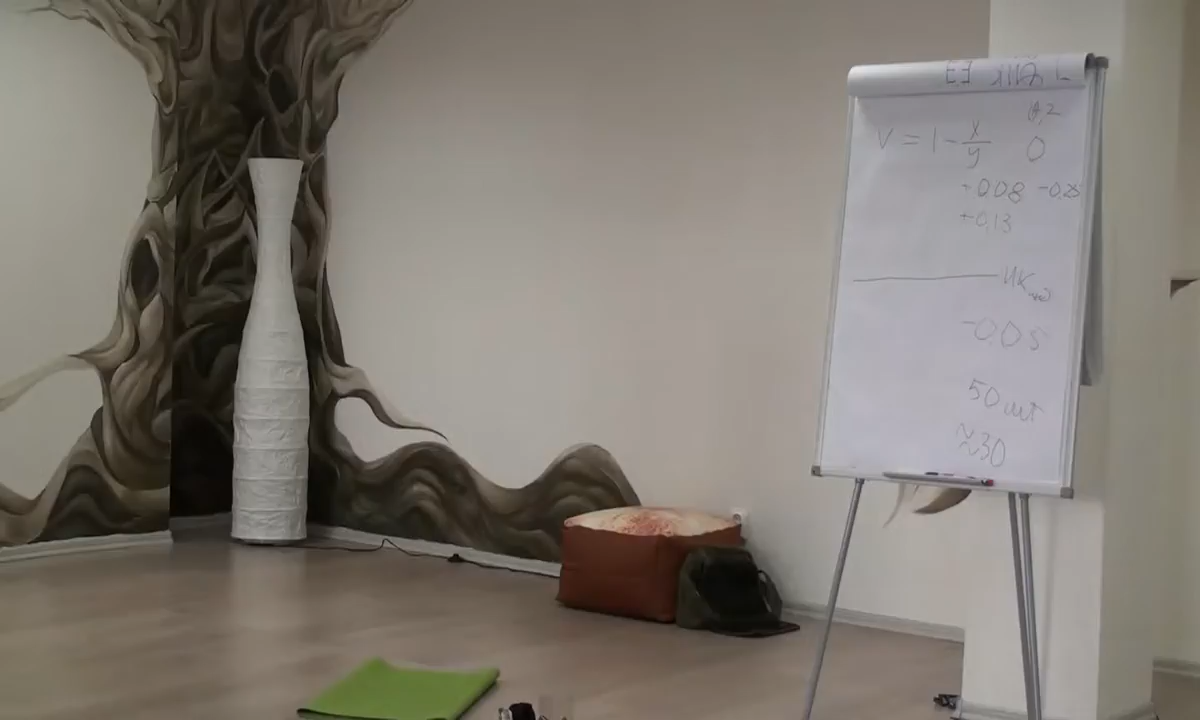 0,2
V = 1 - x/y 0
+0.08 -0.25
+0,13
ИК
-0.05
50 шт
≈30